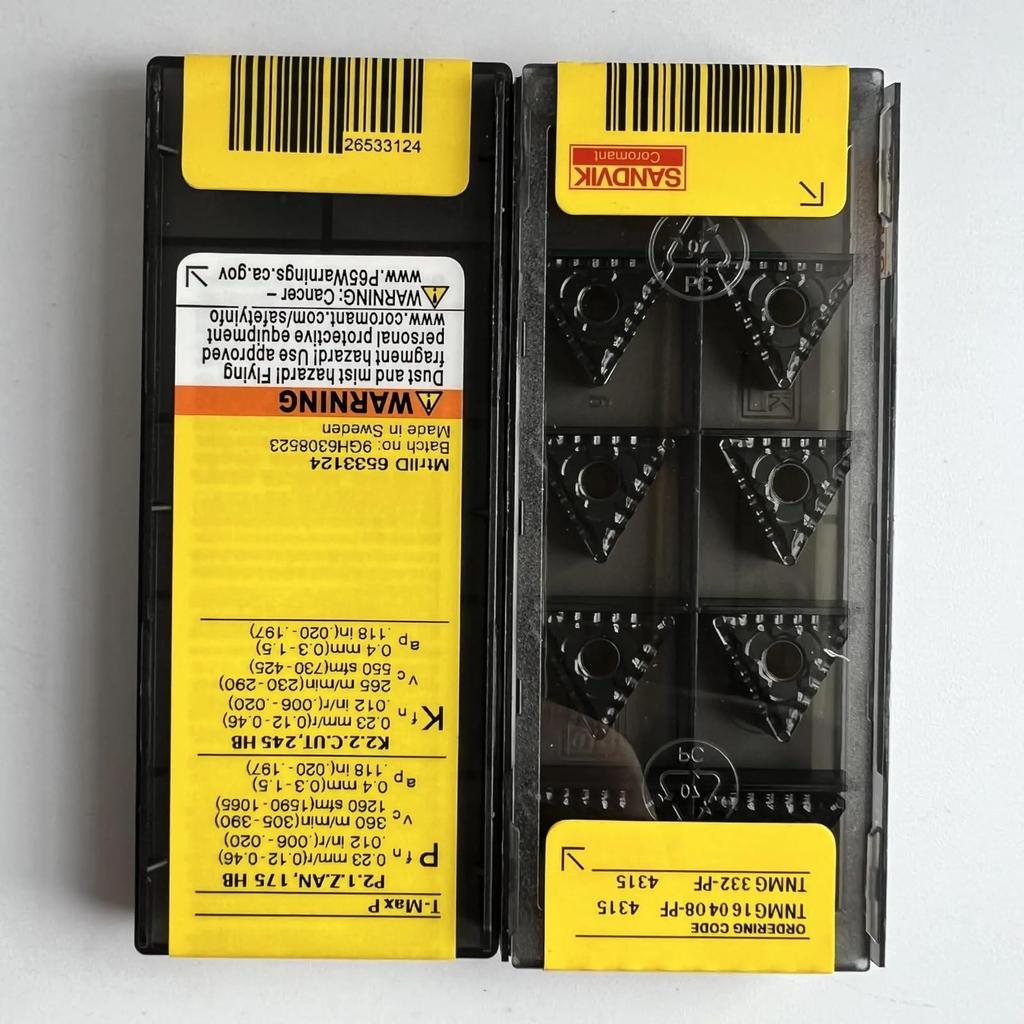 26533124
T-Max P
P2.1.Z.AN, 175 HB
P fn 0.23 mm/r(0.12-0.46)
.012 in/r(.006-.020)
vc 360 m/min(305-390)
1260 sfm(1590-1065)
ap 0.4 mm(0.3-1.5)
.118 in(.020-.197)
K2.2.C.UT,245 HB
K fn 0.23 mm/r(0.12-0.46)
.012 in/r(.006-.020)
vc 265 m/min(230-290)
550 sfm(730-425)
ap 0.4 mm(0.3-1.5)
.118 in(.020-.197)
MtrlID 6533124
Batch no: 9GH6308523
Made in Sweden
WARNING
Dust and mist hazard! Flying
fragment hazard! Use approved
personal protective equipment
www.coromant.com/safetyinfo
WARNING: Cancer –
www.P65Warnings.ca.gov
ORDERING CODE
TNMG160408-PF 4315
TNMG 332-PF 4315
SANDVIK
Coromant
07
PC
07
PC